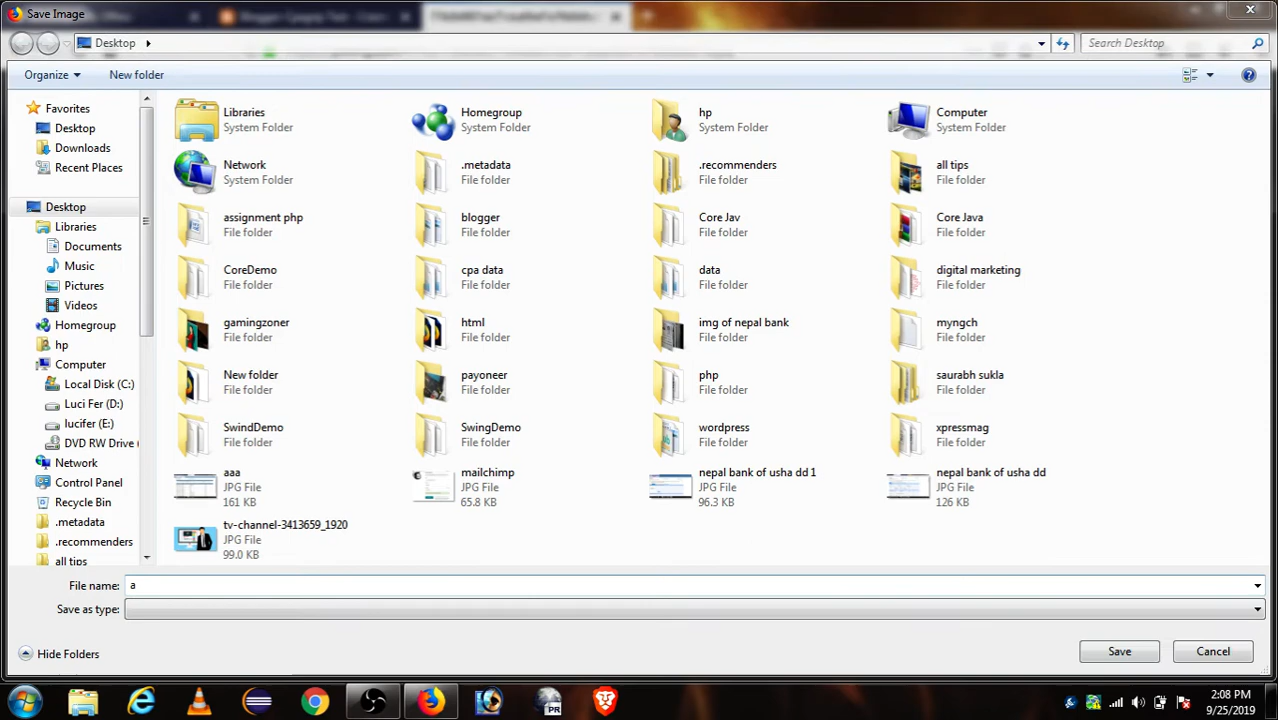 Save Image
Desktop
Search Desktop
Organize
New folder
Favorites
Desktop
Downloads
Recent Places
Desktop
Libraries
Documents
Music
Pictures
Videos
Homegroup
hp
Computer
Local Disk (C:)
Luci Fer (D:)
lucifer (E:)
DVD RW Drive (
Network
Control Panel
Recycle Bin
.metadata
.recommenders
all tips
Libraries
System Folder
Homegroup
System Folder
hp
System Folder
Computer
System Folder
Network
System Folder
.metadata
File folder
.recommenders
File folder
all tips
File folder
assignment php
File folder
blogger
File folder
Core Jav
File folder
Core Java
File folder
CoreDemo
File folder
cpa data
File folder
data
File folder
digital marketing
File folder
gamingzoner
File folder
html
File folder
img of nepal bank
File folder
myngch
File folder
New folder
File folder
payoneer
File folder
php
File folder
saurabh sukla
File folder
SwindDemo
File folder
SwingDemo
File folder
wordpress
File folder
xpressmag
File folder
aaa
JPG File
161 KB
mailchimp
JPG File
65.8 KB
nepal bank of usha dd 1
JPG File
96.3 KB
nepal bank of usha dd
JPG File
126 KB
tv-channel-3413659_1920
JPG File
99.0 KB
File name: a
Save as type:
Hide Folders
Save
Cancel
PR
2:08 PM
9/25/2019